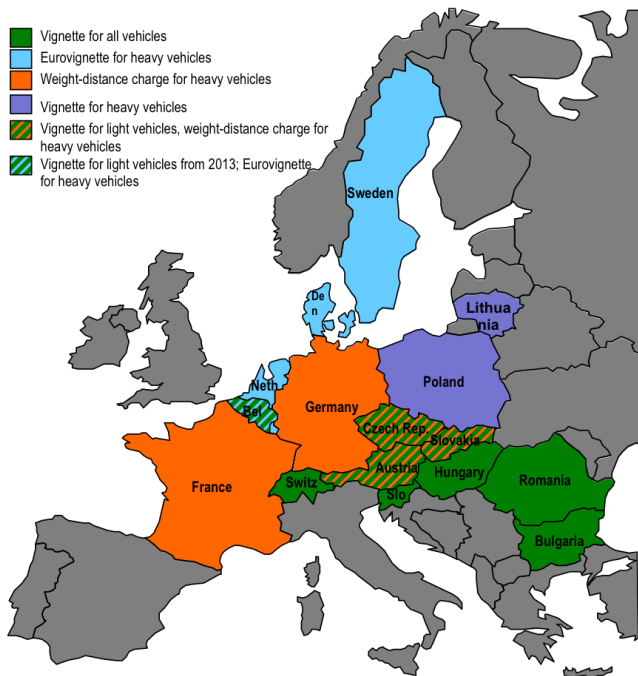 Vignette for all vehicles
Eurovignette for heavy vehicles
Weight-distance charge for heavy vehicles
Vignette for heavy vehicles
Vignette for light vehicles, weight-distance charge for
heavy vehicles
Vignette for light vehicles from 2013; Eurovignette
for heavy vehicles
Sweden
De
n
Lithua
nia
Neth
Poland
Bel
Germany
Czech Rep.
Slovakia
Austria
Hungary
France
Switz
Romania
Slo
Bulgaria